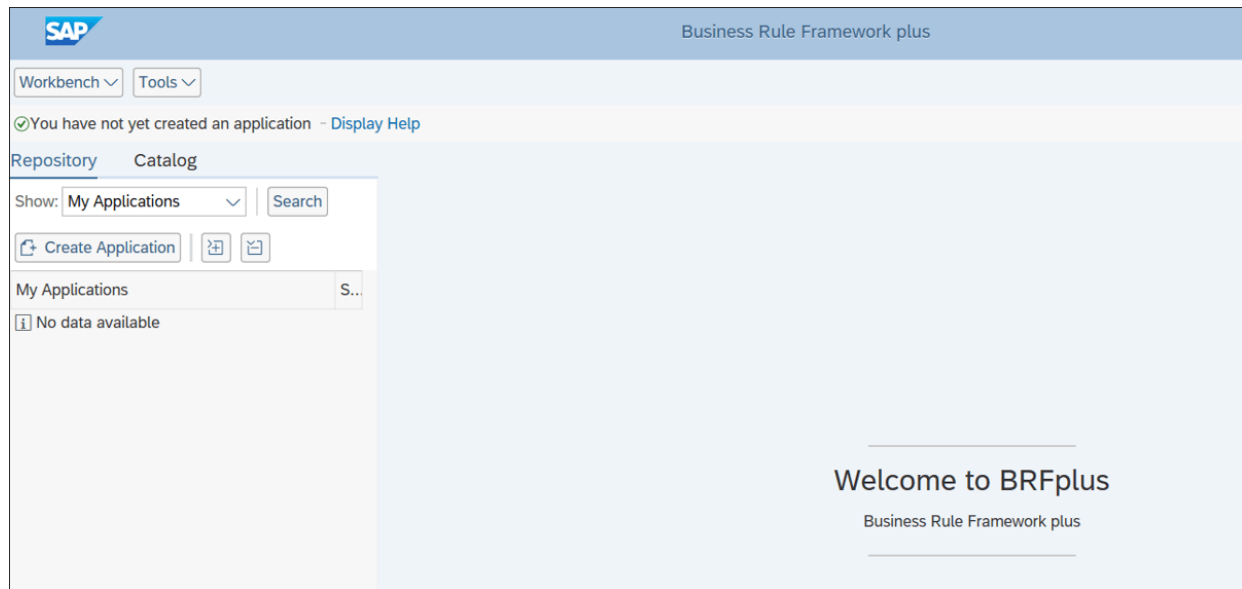 SAP
Business Rule Framework plus
Workbench Tools
You have not yet created an application - Display Help
Repository Catalog
Show: My Applications Search
Create Application
My Applications S..
No data available
Welcome to BRFplus
Business Rule Framework plus